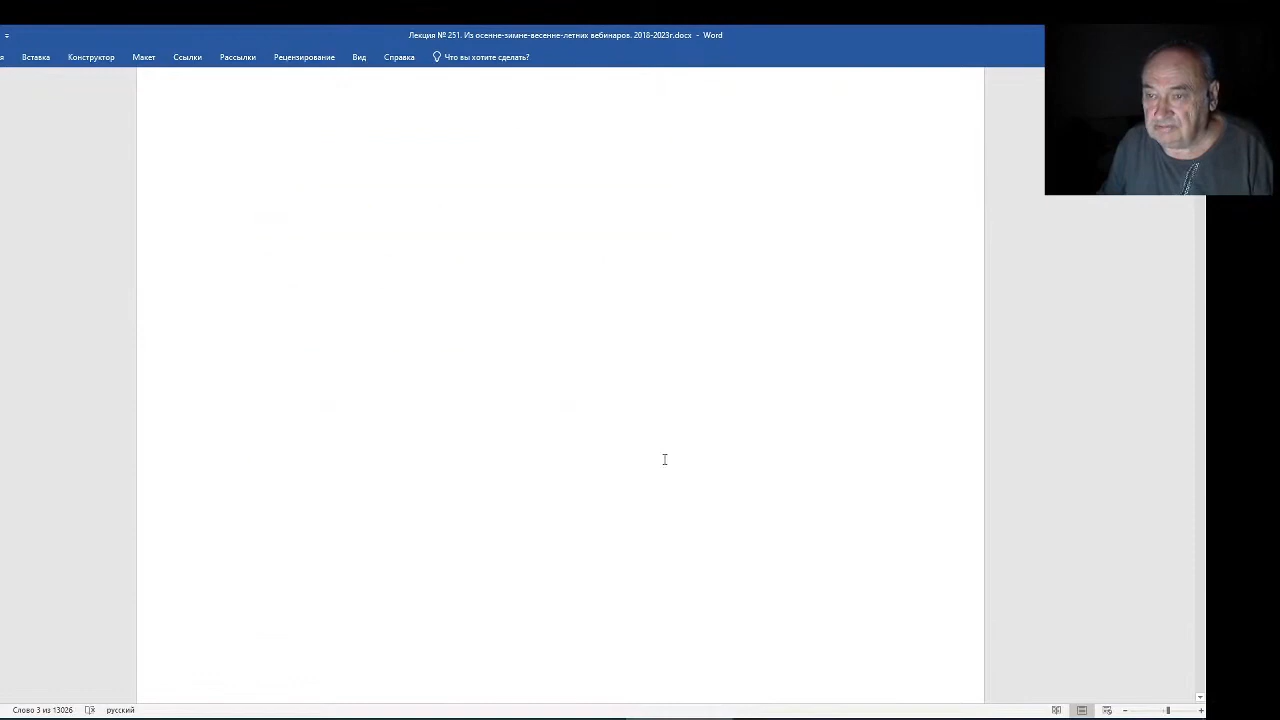 Лекция № 251. Из осенне-зимне-весенне-летних вебинаров. 2018-2023г.docx - Word
я Вставка Конструктор Макет Ссылки Рассылки Рецензирование Вид Справка Что вы хотите сделать?
Слово 3 из 13026 русский